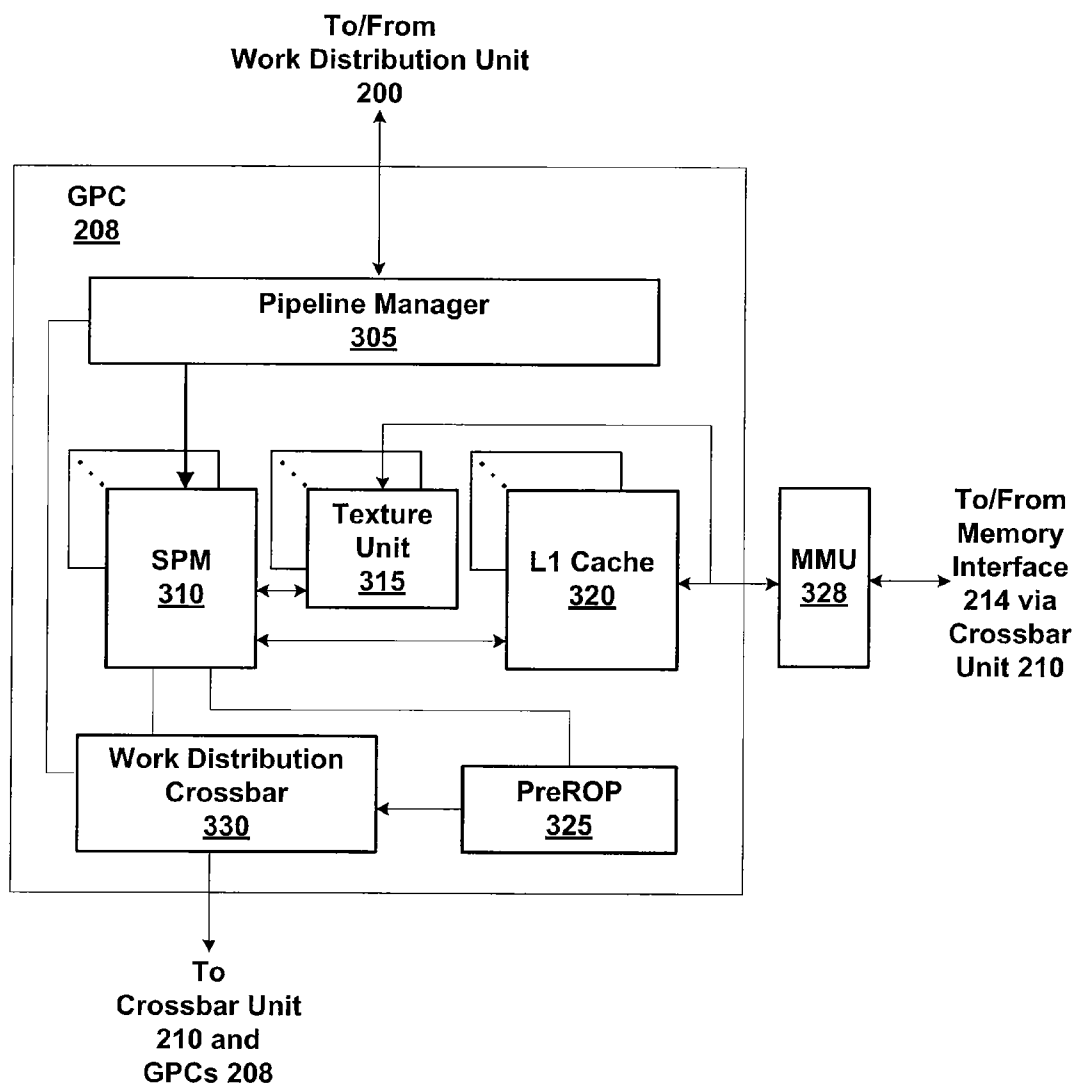 To/From
Work Distribution Unit
200
GPC
208
Pipeline Manager
305
SPM
310
Texture
Unit
315
L1 Cache
320
MMU
328
To/From
Memory
Interface
214 via
Crossbar
Unit 210
Work Distribution
Crossbar
330
PreROP
325
To
Crossbar Unit
210 and
GPCs 208